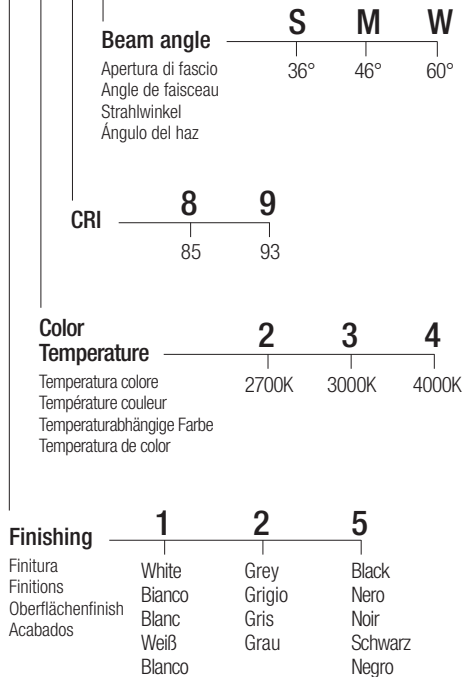 Beam angle
Apertura di fascio
Angle de faisceau
Strahlwinkel
Ángulo del haz
S M W
36° 46° 60°
CRI
8 9
85 93
Color
Temperature
Temperatura colore
Température couleur
Temperaturabhängige Farbe
Temperatura de color
2 3 4
2700K 3000K 4000K
Finishing
Finitura
Finitions
Oberflächenfinish
Acabados
1 2 5
White Grey Black
Bianco Grigio Nero
Blanc Gris Noir
Weiß Grau Schwarz
Blanco Negro